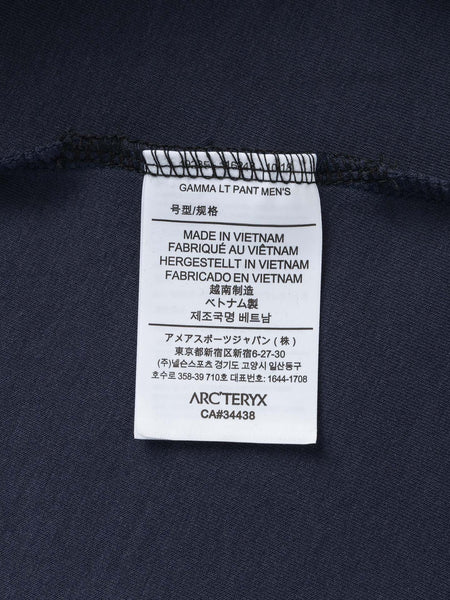 GAMMA LT PANT MEN'S
号型/规格
MADE IN VIETNAM
FABRIQUÉ AU VIÊTNAM
HERGESTELLT IN VIETNAM
FABRICADO EN VIETNAM
越南制造
ベトナム製
제조국명 베트남
アメアスポーツジャパン (株)
東京都新宿区新宿6-27-30
(주)넬슨스포츠 경기도 고양시 일산동구
호수로 358-39 710호 대표번호: 1644-1708
ARC'TERYX
CA#34438